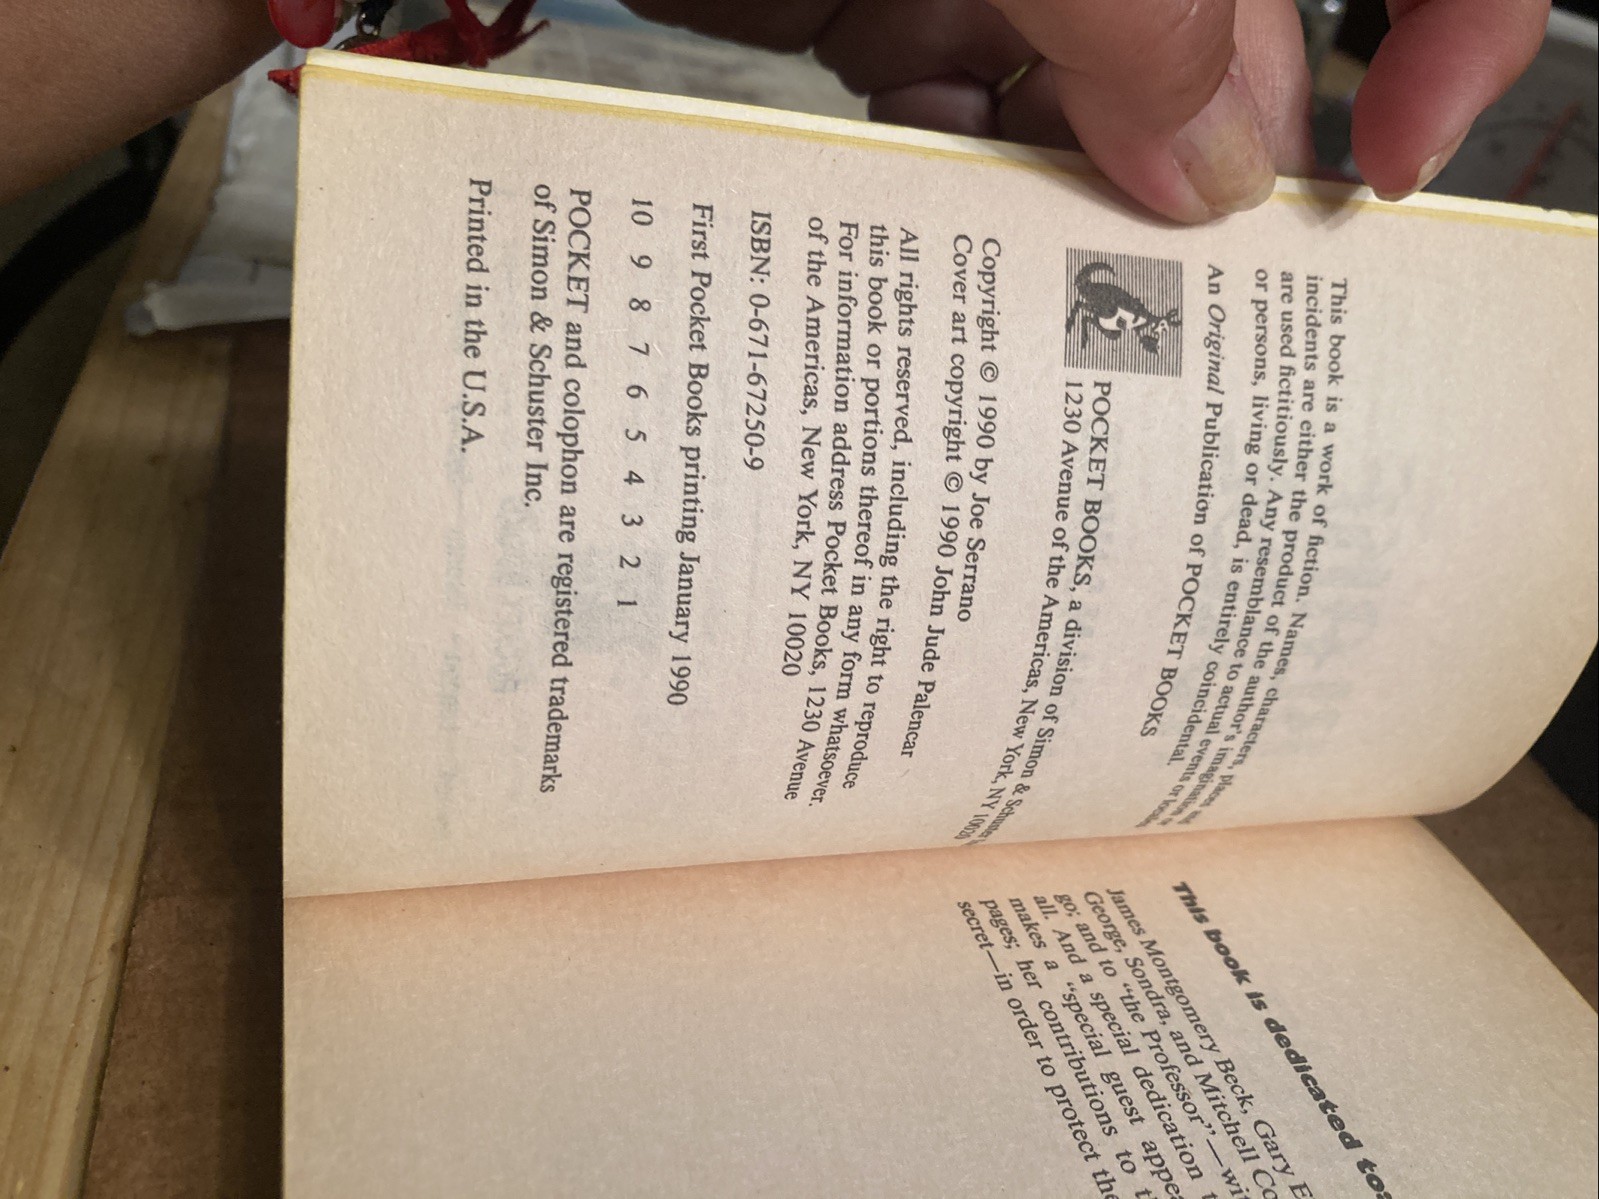 This book is a work of fiction. Names, characters, places and
incidents are either the product of the author's imagination or
are used fictitiously. Any resemblance to actual events or locales
or persons, living or dead, is entirely coincidental.
An Original Publication of POCKET BOOKS
POCKET BOOKS, a division of Simon & Schuster
1230 Avenue of the Americas, New York, NY 10020
Copyright © 1990 by Joe Serrano
Cover art copyright © 1990 John Jude Palencar
All rights reserved, including the right to reproduce
this book or portions thereof in any form whatsoever.
For information address Pocket Books, 1230 Avenue
of the Americas, New York, NY 10020
ISBN: 0-671-67250-9
First Pocket Books printing January 1990
10 9 8 7 6 5 4 3 2 1
POCKET and colophon are registered trademarks
of Simon & Schuster Inc.
Printed in the U.S.A.
This book is dedicated to:
James Montgomery Beck, Gary
George, Sondra, and Mitchell
go; and to "the Professor"—
all. And a special dedication
makes a "special guest
pages; her contributions to
secret—in order to protect the